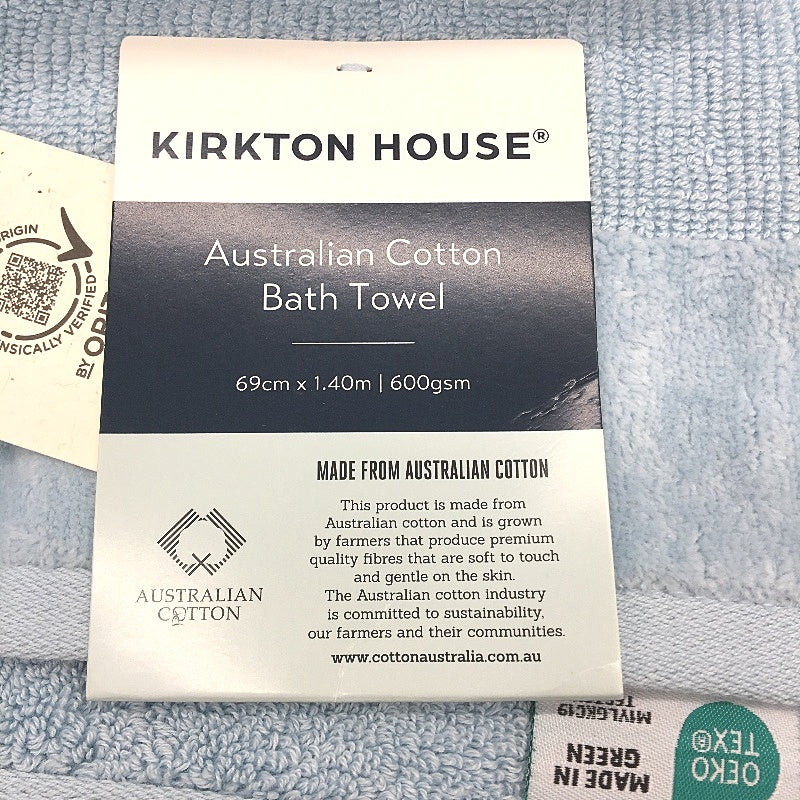 KIRKTON HOUSE®
Australian Cotton
Bath Towel
69cm x 1.40m | 600gsm
MADE FROM AUSTRALIAN COTTON
This product is made from
Australian cotton and is grown
by farmers that produce premium
quality fibres that are soft to touch
and gentle on the skin.
The Australian cotton industry
is committed to sustainability,
our farmers and their communities.
www.cottonaustralia.com.au
AUSTRALIAN
COTTON
VERIFIED
BY
OEKO
TEX®
MADE IN
GREEN
M1YLGKC19